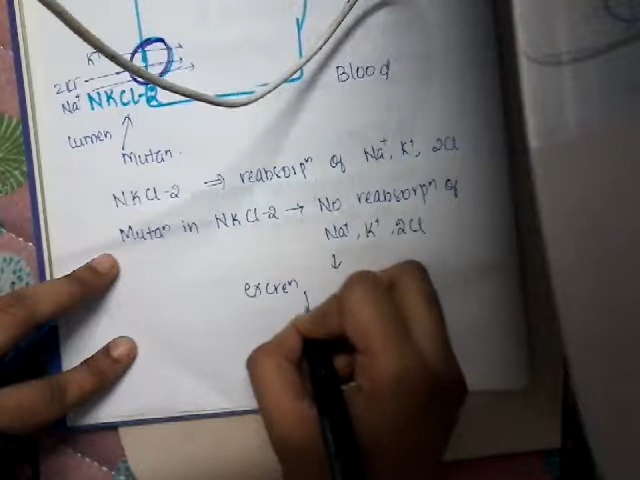 K+
2Cl-
Na+ NKCl-2
Lumen
Blood
Mutan.
NKCl-2 ⇒ reabsorpn of Na+, K+, 2Cl
Mutan in NKCl-2 → No reabsorpn of
Na+, K+, 2Cl
↓
excren
↓